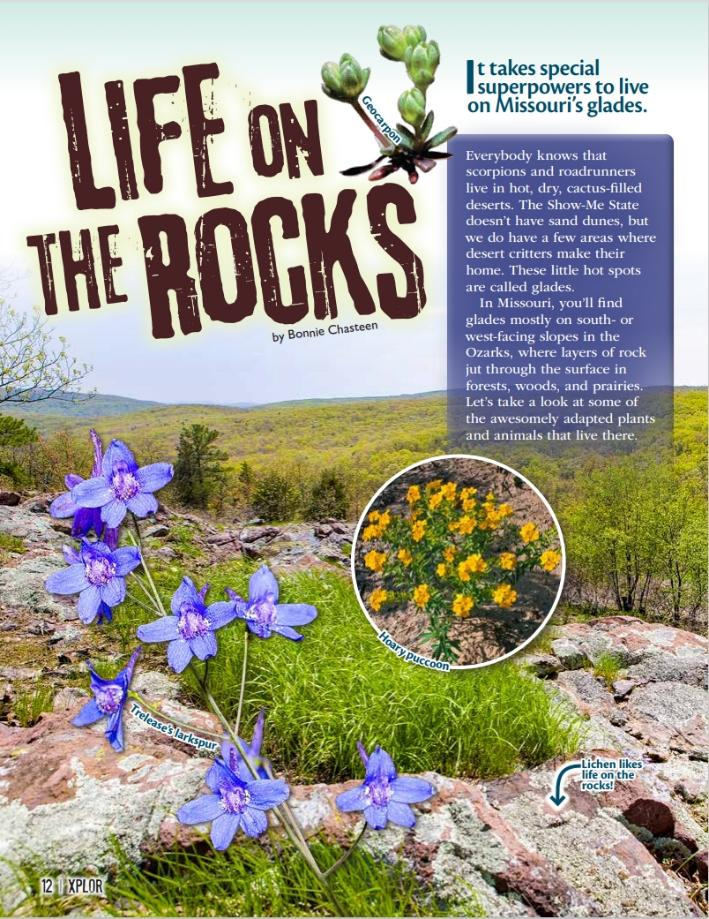 LIFE ON
THE ROCKS
by Bonnie Chasteen
Geocarpon
It takes special
superpowers to live
on Missouri's glades.
Everybody knows that
scorpions and roadrunners
live in hot, dry, cactus-filled
deserts. The Show-Me State
doesn't have sand dunes, but
we do have a few areas where
desert critters make their
home. These little hot spots
are called glades.
In Missouri, you'll find
glades mostly on south- or
west-facing slopes in the
Ozarks, where layers of rock
jut through the surface in
forests, woods, and prairies.
Let's take a look at some of
the awesomely adapted plants
and animals that live there.
Hoary puccoon
Trelease's larkspur
Lichen likes
life on the
rocks!
12 | XPLOR